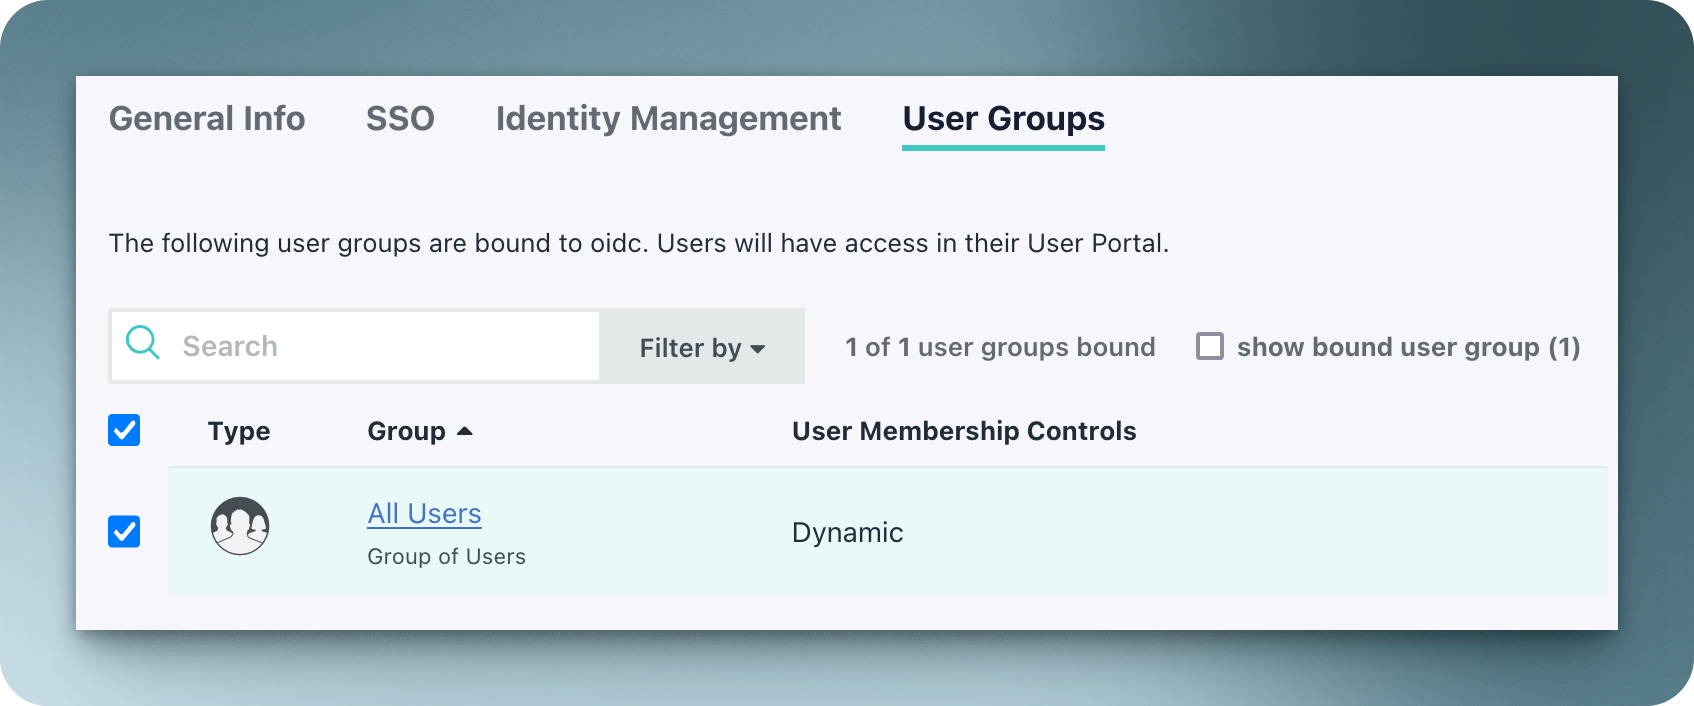 General Info SSO Identity Management User Groups
The following user groups are bound to oidc. Users will have access in their User Portal.
Search Filter by 1 of 1 user groups bound show bound user group (1)
Type Group User Membership Controls
All Users
Group of Users
Dynamic